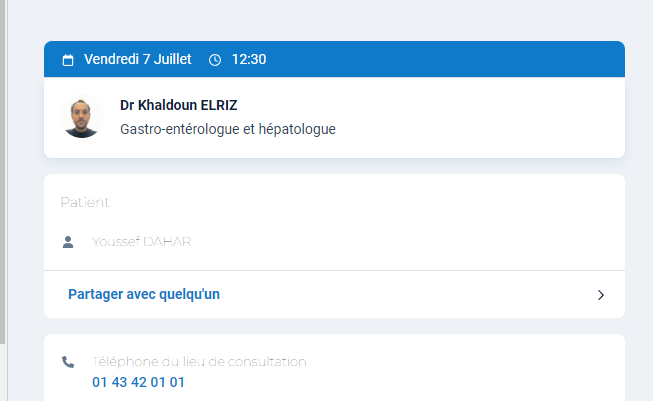 Vendredi 7 Juillet 12:30
Dr Khaldoun ELRIZ
Gastro-entérologue et hépatologue
Patient
Youssef DAHAR
Partager avec quelqu'un
Téléphone du lieu de consultation
01 43 42 01 01